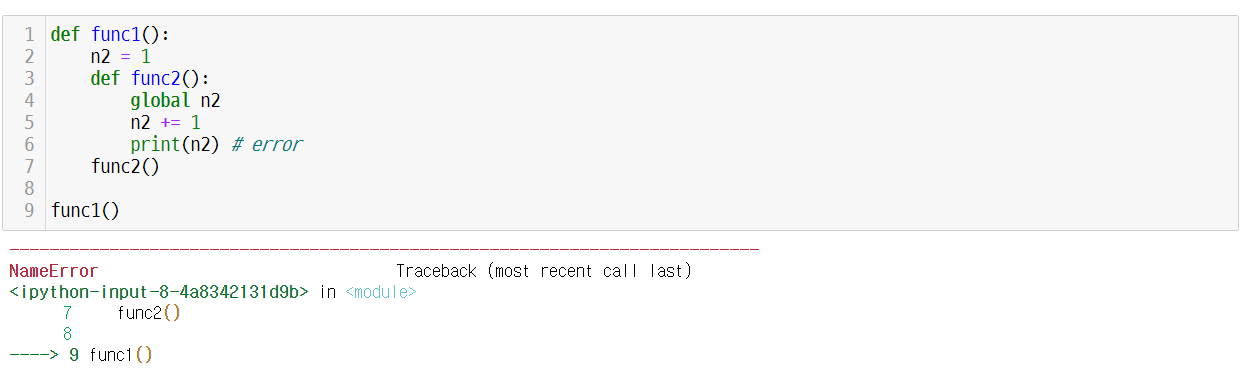 1 def func1():
2     n2 = 1
3     def func2():
4         global n2
5         n2 += 1
6         print(n2) # error
7     func2()
8
9 func1()
---------------------------------------------------------------------------
NameError                                 Traceback (most recent call last)
<ipython-input-8-4a8342131d9b> in <module>
      7     func2()
      8
----> 9 func1()